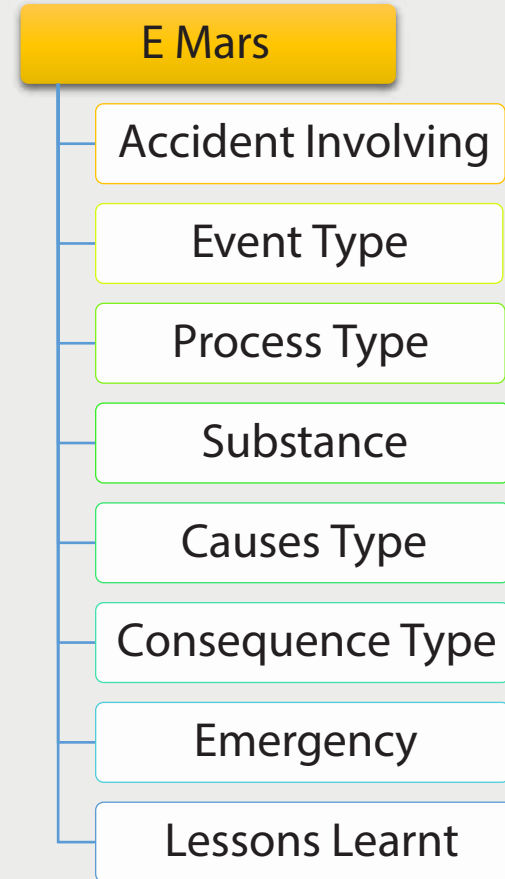 E Mars
Accident Involving
Event Type
Process Type
Substance
Causes Type
Consequence Type
Emergency
Lessons Learnt